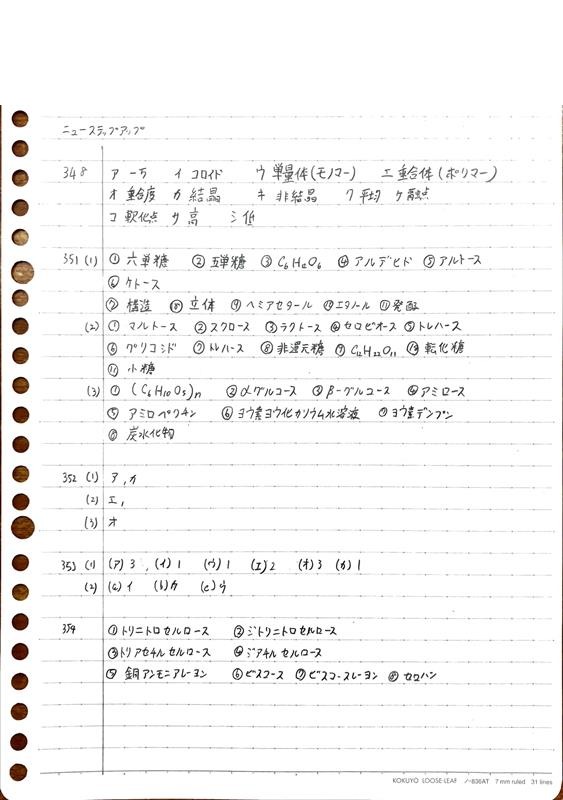 ニューステップアップ
348 ア 一万 イ コロイド ウ 単量体(モノマー) エ 重合体(ポリマー)
オ 重合度 カ 結晶 キ 非結晶 ク 平均 ケ 融点
コ 軟化点 サ 高 シ 低
351 (1) ① 六単糖 ② 五単糖 ③ C6H12O6 ④ アルデヒド ⑤ アルトース
⑥ ケトース
⑦ 構造 ⑧ 立体 ⑨ ヘミアセタール ⑩ エタノール ⑪ 発酵
(2) ① マルトース ② スクロース ③ ラクトース ④ セロビオース ⑤ トレハース
⑥ グリコシド ⑦ トレハース ⑧ 非還元糖 ⑨ C12H22O11 ⑩ 転化糖
⑪ 小糖
(3) ① (C6H10O5)n ② αグルコース ③ β-グルコース ④ アミロース
⑤ アミロペクチン ⑥ ヨウ素ヨウ化カリウム水溶液 ⑦ ヨウ素デンプン
⑧ 炭水化物
352 (1) ア,カ
(2) エ,
(3) オ
353 (1) (ア) 3, (イ) 1 (ウ) 1 (エ) 2 (オ) 3 (カ) 1
(2) (a) イ (b) カ (c) ウ
354 ① トリニトロセルロース ② ジトリニトロセルロース
③ トリアセチルセルロース ④ ジアチルセルロース
⑤ 銅アンモニアレーヨン ⑥ ビスコース ⑦ ビスコースレーヨン ⑧ セロハン
KOKUYO LOOSE-LEAF ノ-836AT 7 mm ruled 31 lines